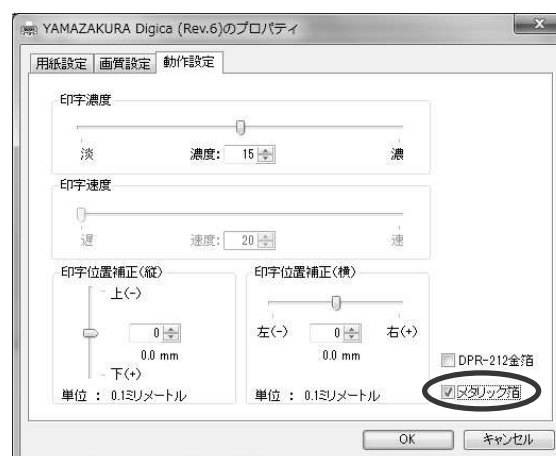 YAMAZAKURA Digica (Rev.6)のプロパティ
用紙設定 画質設定 動作設定
印字濃度
淡 濃度: 15 濃
印字速度
遅 速度: 20 速
印字位置補正(縦)
上(-)
0
0.0 mm
下(+)
単位 : 0.1ミリメートル
印字位置補正(横)
左(-) 0 右(+)
0.0 mm
単位 : 0.1ミリメートル
DPR-212金箔
メタリック箔
OK キャンセル